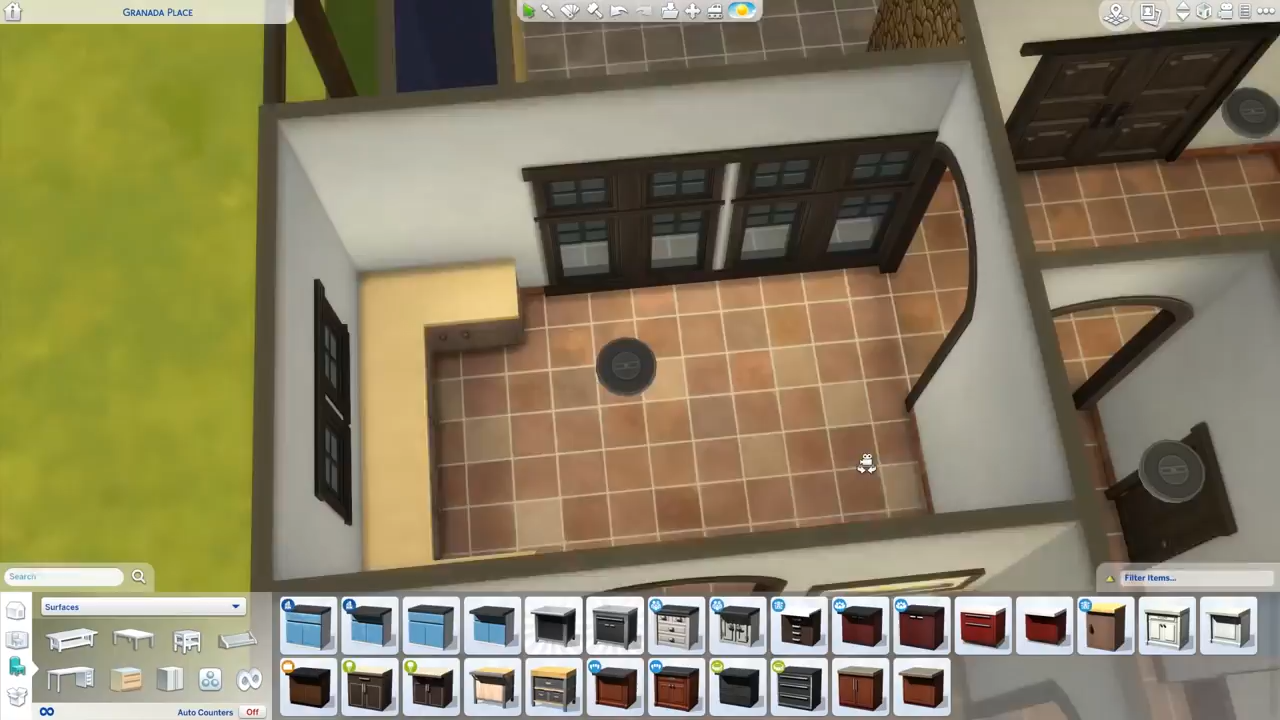 GRANADA PLACE
Search
Filter Items...
Surfaces
Auto Counters Off